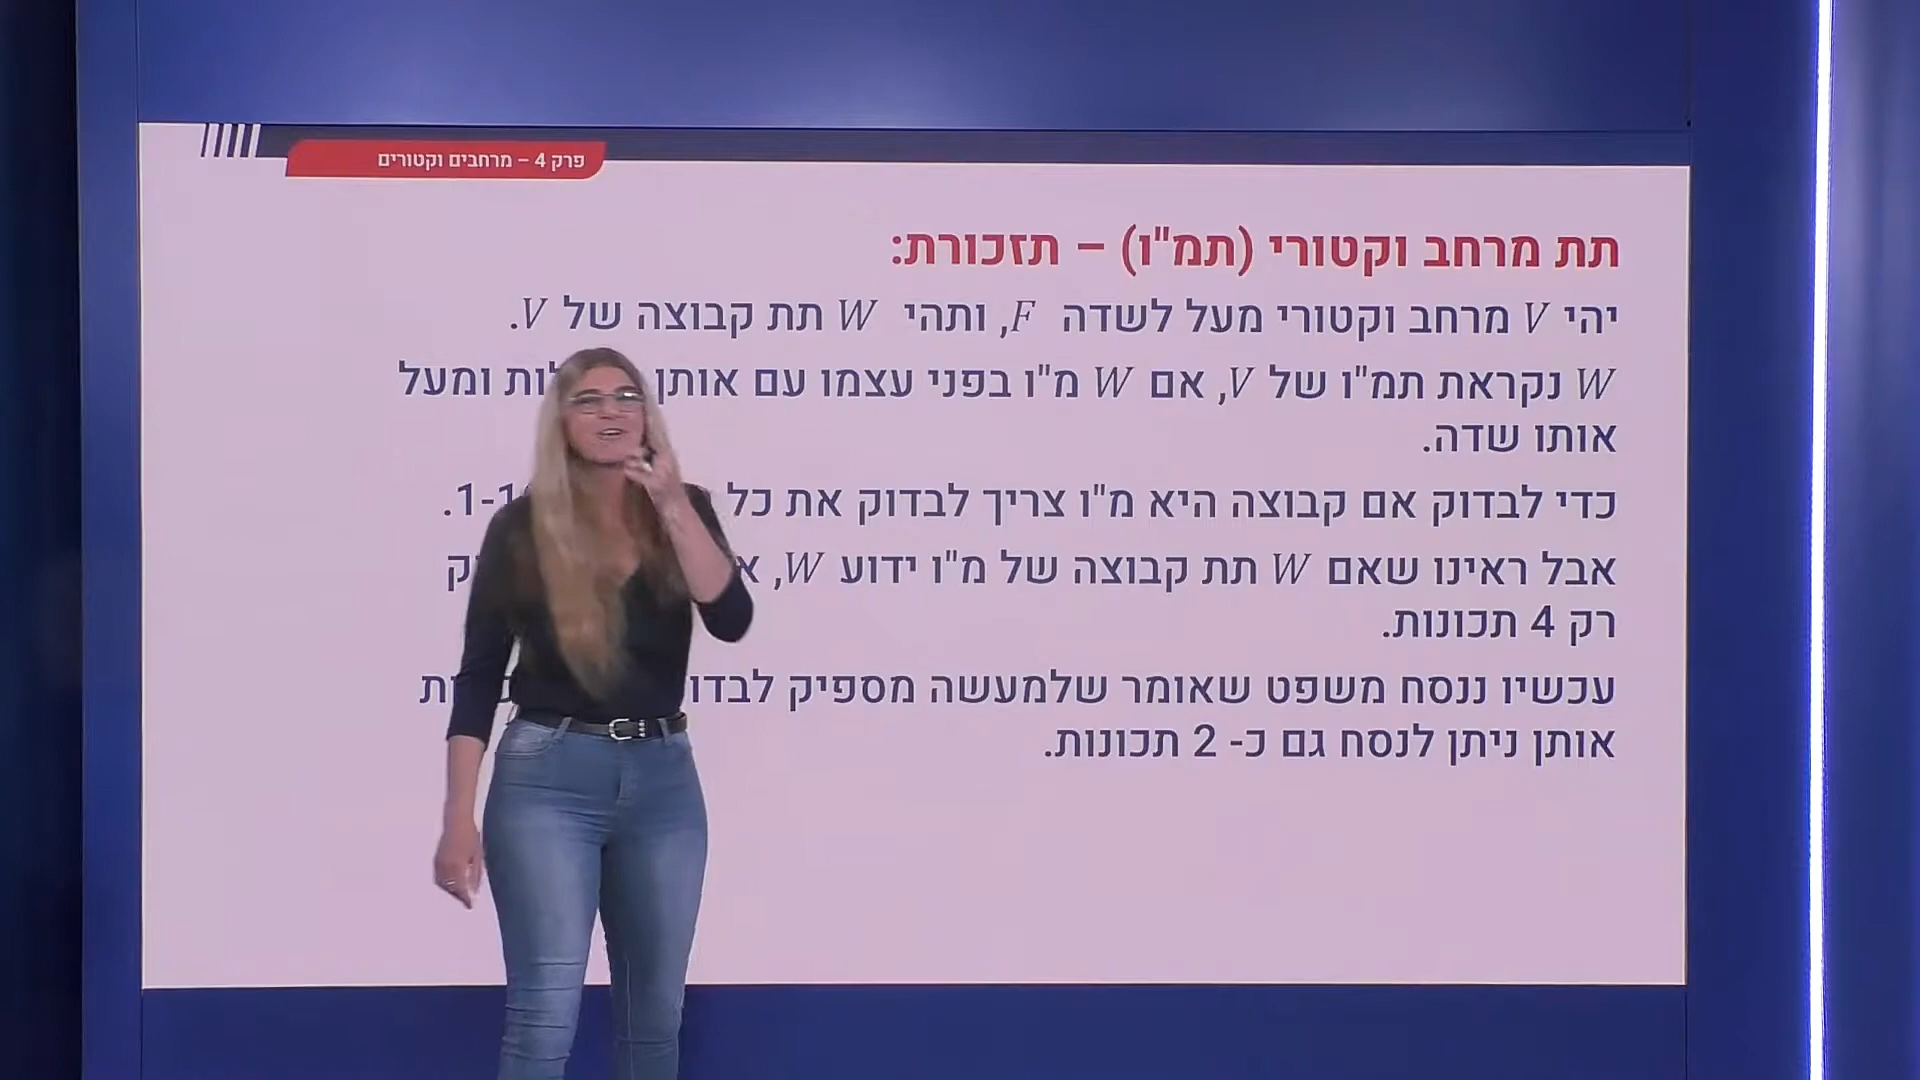 פרק 4 – מרחבים וקטורים
תת מרחב וקטורי (תמ"ו) – תזכורת:
יהי V מרחב וקטורי מעל לשדה F, ותהי W תת קבוצה של V.
W נקראת תמ"ו של V, אם W מ"ו בפני עצמו עם אותן ומעל
אותו שדה.
כדי לבדוק אם קבוצה היא מ"ו צריך לבדוק את כל
אבל ראינו שאם W תת קבוצה של מ"ו ידוע W,
רק 4 תכונות.
עכשיו ננסח משפט שאומר שלמעשה מספיק
אותן ניתן לנסח גם כ- 2 תכונות.